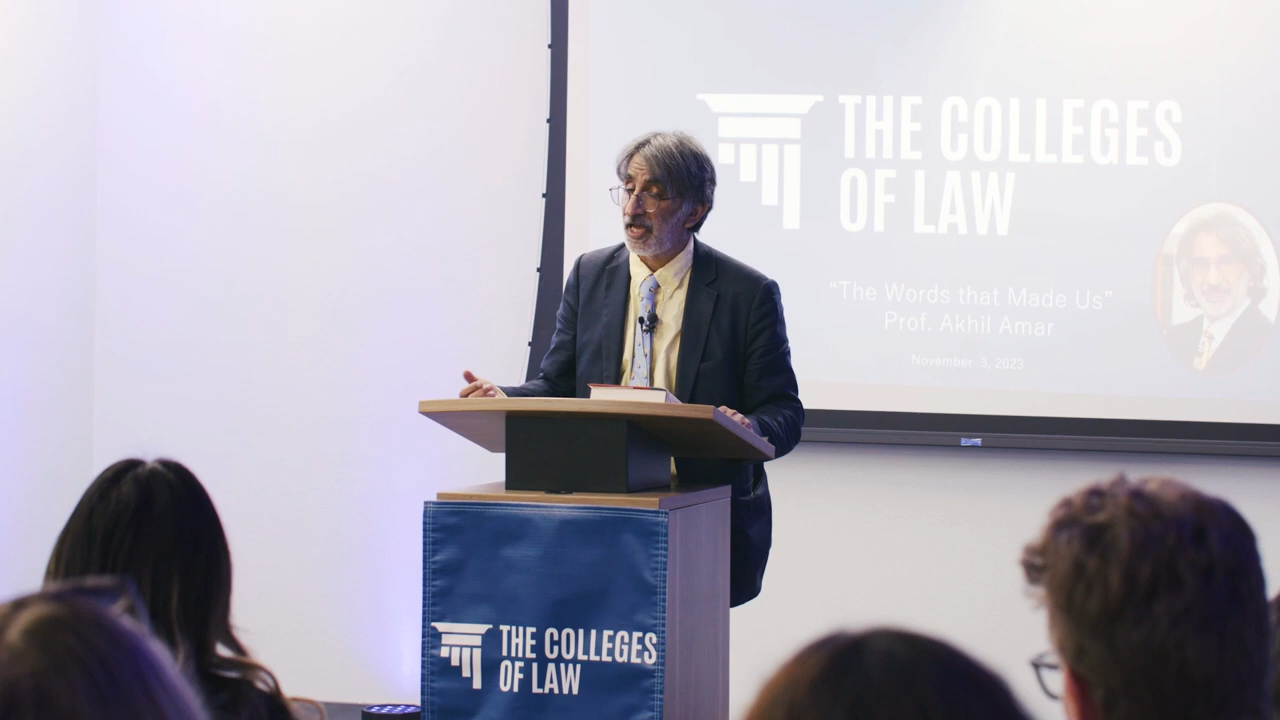 THE COLLEGES
OF LAW
“The Words that Made Us”
Prof. Akhil Amar
November 3, 2023
THE COLLEGES
OF LAW